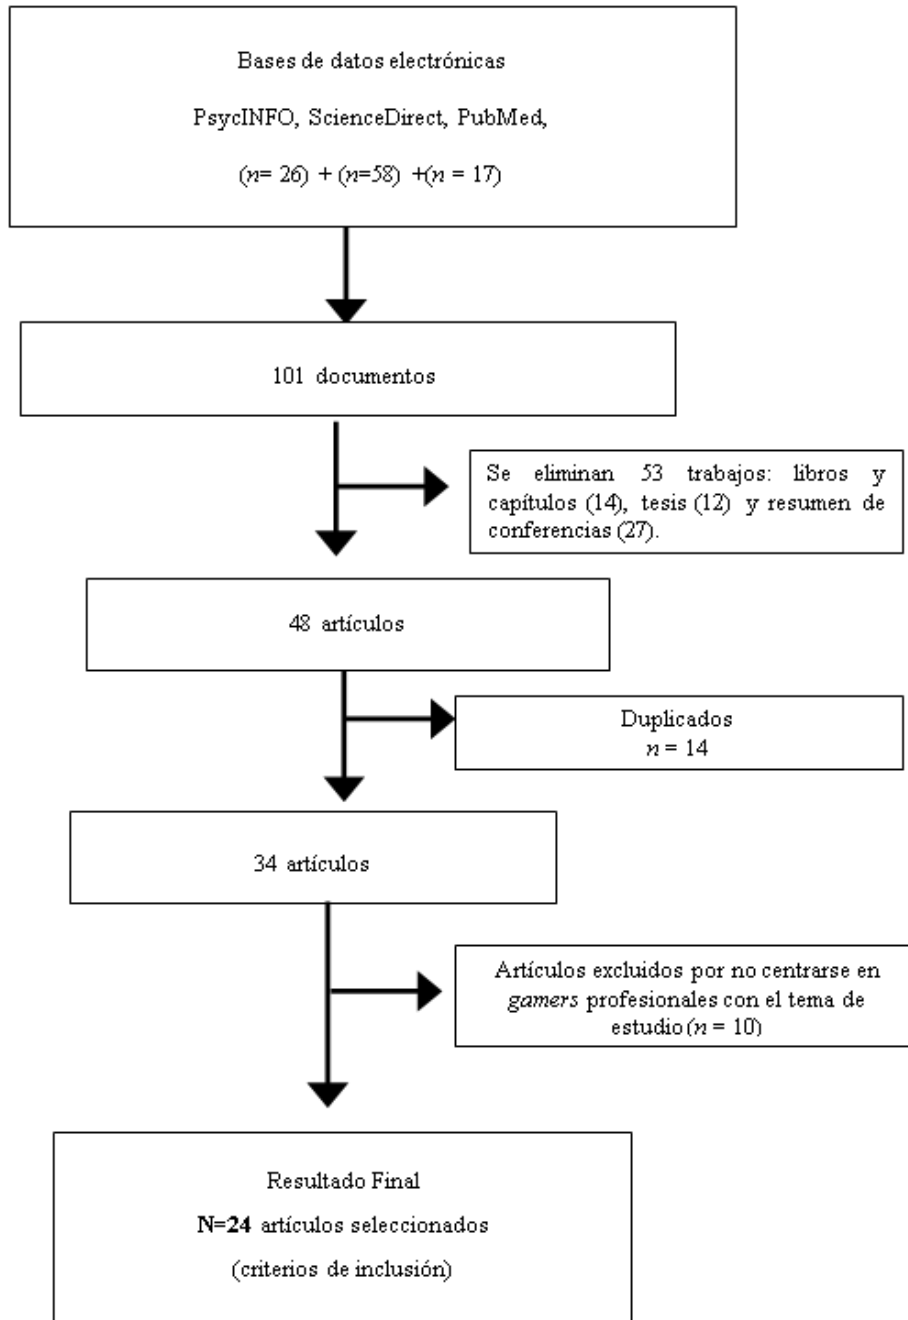 Bases de datos electrónicas
PsycINFO, ScienceDirect, PubMed,
(n= 26) + (n=58) +(n = 17)
101 documentos
Se eliminan 53 trabajos: libros y
capítulos (14), tesis (12) y resumen de
conferencias (27).
48 artículos
Duplicados
n = 14
34 artículos
Artículos excluidos por no centrarse en
gamers profesionales con el tema de
estudio (n = 10)
Resultado Final
N=24 artículos seleccionados
(criterios de inclusión)